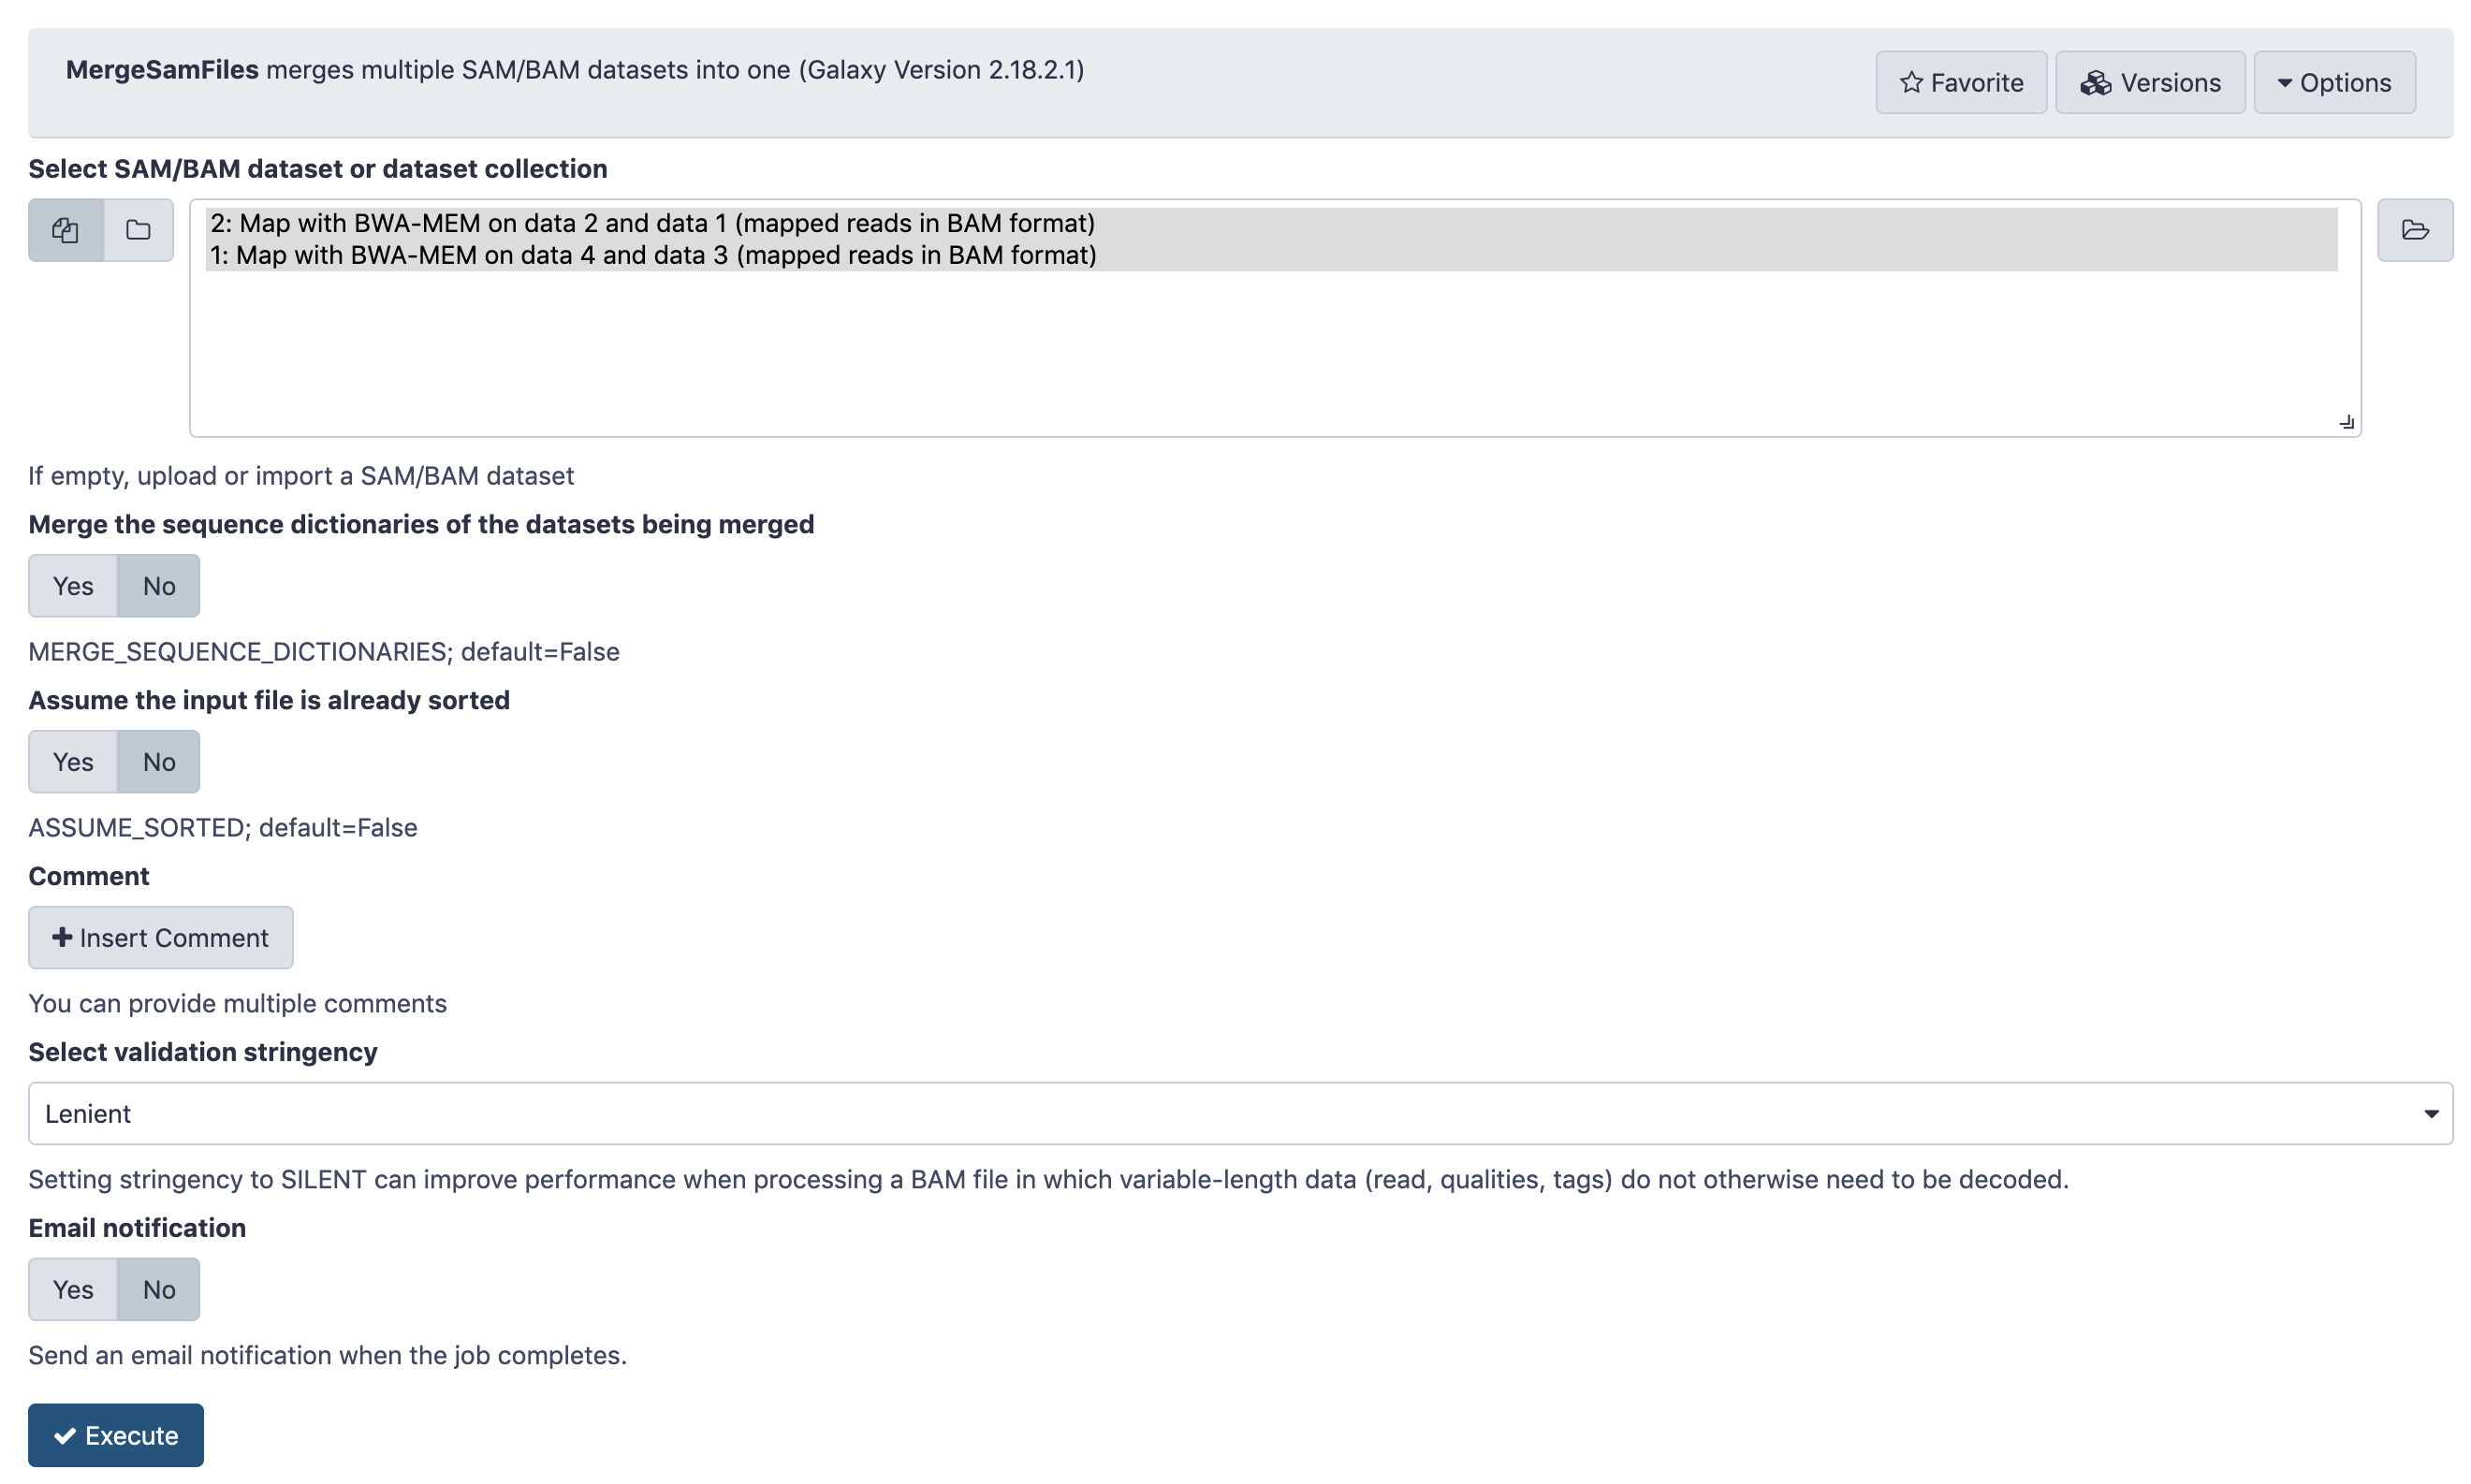 MergeSamFiles merges multiple SAM/BAM datasets into one (Galaxy Version 2.18.2.1)
Favorite
Versions
Options
Select SAM/BAM dataset or dataset collection
2: Map with BWA-MEM on data 2 and data 1 (mapped reads in BAM format)
1: Map with BWA-MEM on data 4 and data 3 (mapped reads in BAM format)
If empty, upload or import a SAM/BAM dataset
Merge the sequence dictionaries of the datasets being merged
Yes No
MERGE_SEQUENCE_DICTIONARIES; default=False
Assume the input file is already sorted
Yes No
ASSUME_SORTED; default=False
Comment
Insert Comment
You can provide multiple comments
Select validation stringency
Lenient
Setting stringency to SILENT can improve performance when processing a BAM file in which variable-length data (read, qualities, tags) do not otherwise need to be decoded.
Email notification
Yes No
Send an email notification when the job completes.
Execute